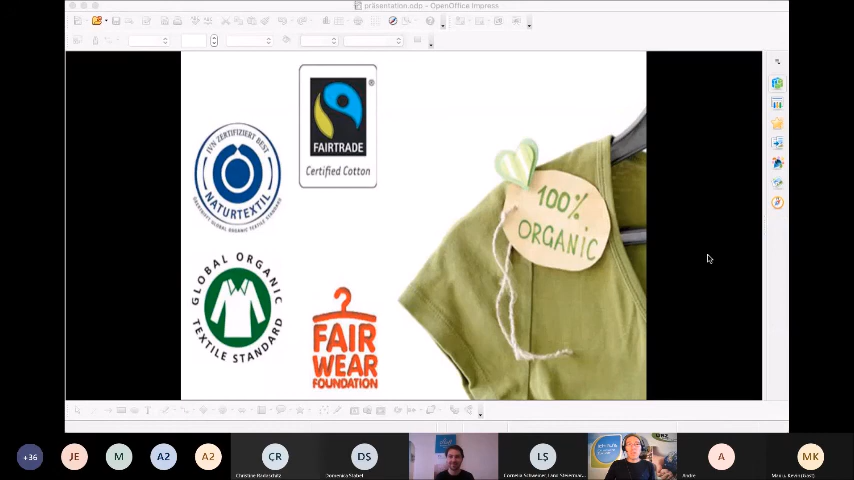 präsentation.odp - OpenOffice Impress
IVN ZERTIFIZIERT BEST
NATURTEXTIL
FAIRTRADE
®
Certified Cotton
100%
ORGANIC
GLOBAL ORGANIC
TEXTILE STANDARD
FAIR
WEAR
FOUNDATION
+36
JE
M
A2
A2
CR
DS
LS
A
MK
Andre